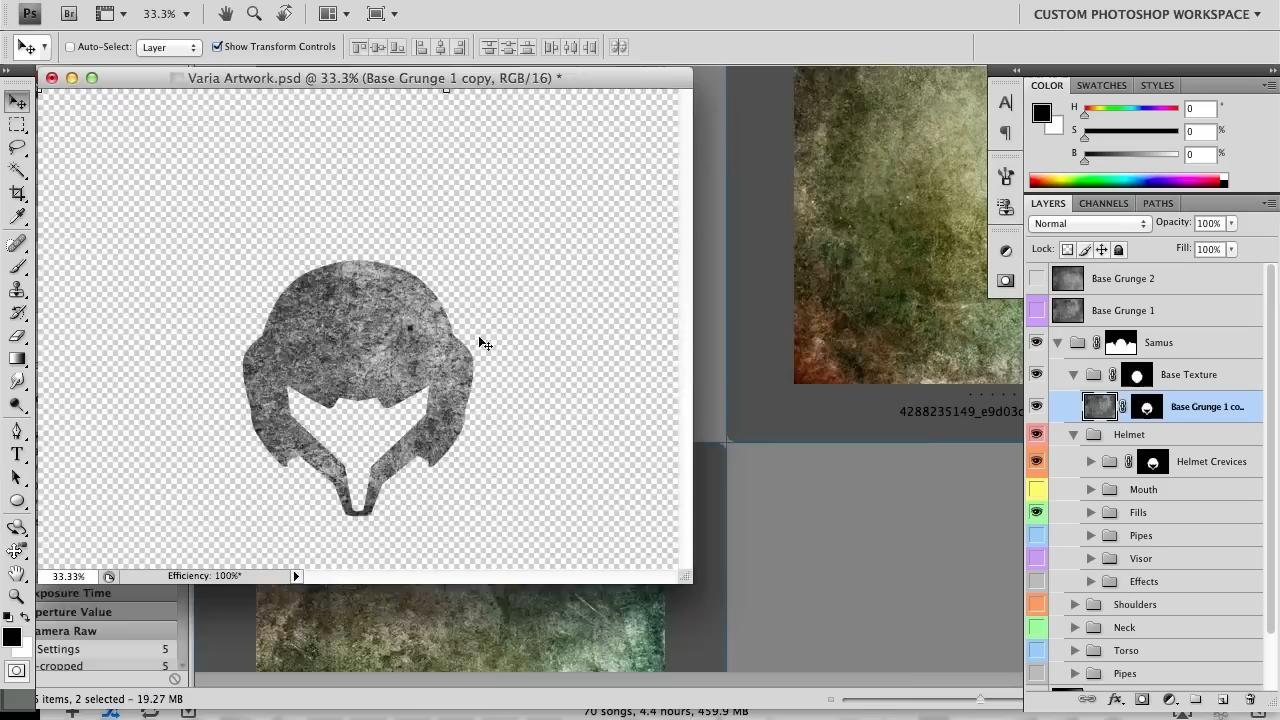 Ps Br 33.3% CUSTOM PHOTOSHOP WORKSPACE
Auto-Select: Layer Show Transform Controls
Varia Artwork.psd @ 33.3% (Base Grunge 1 copy, RGB/16) *
COLOR SWATCHES STYLES
H 0 °
S 0 %
B 0 %
LAYERS CHANNELS PATHS
Normal Opacity: 100%
Lock: Fill: 100%
Base Grunge 2
Base Grunge 1
Samus
Base Texture
Base Grunge 1 co...
Helmet
Helmet Crevices
Mouth
Fills
Pipes
Visor
Effects
Shoulders
Neck
Torso
Pipes
4288235149_e9d03c
33.33% Efficiency: 100%*
xposure Time
perture Value
amera Raw
Settings 5
-cropped 5
items, 2 selected - 19.27 MB
70 songs, 4.4 hours, 459.9 MB